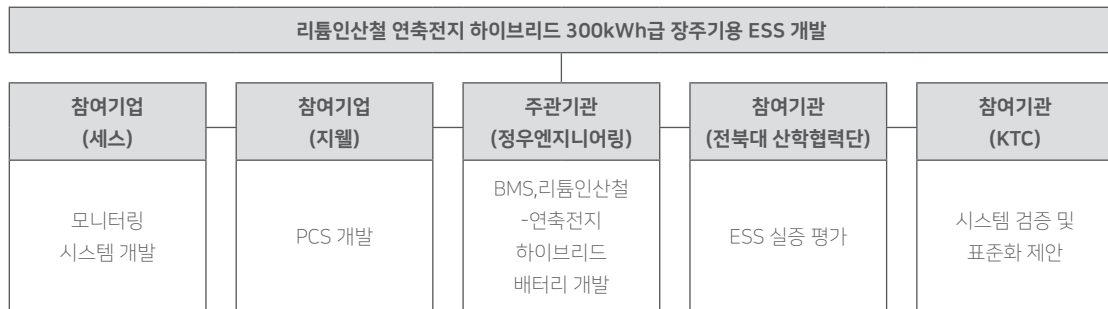 리튬인산철 연축전지 하이브리드 300kWh급 장주기용 ESS 개발
참여기업
(세스)
모니터링
시스템 개발
참여기업
(지웰)
PCS 개발
주관기관
(정우엔지니어링)
BMS,리튬인산철
-연축전지
하이브리드
배터리 개발
참여기관
(전북대 산학협력단)
ESS 실증 평가
참여기관
(KTC)
시스템 검증 및
표준화 제안